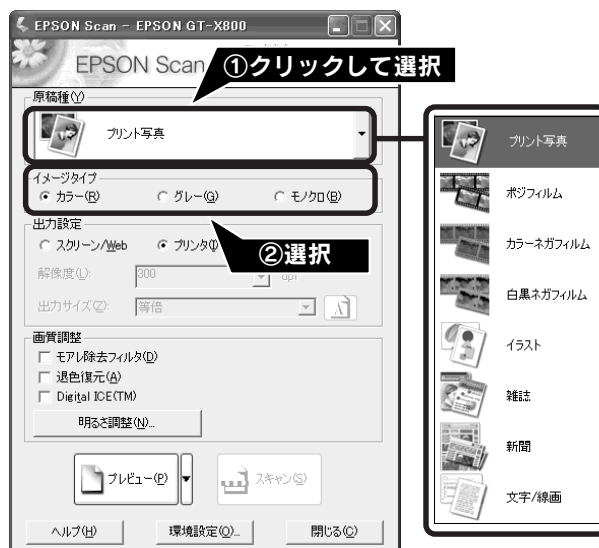 EPSON Scan - EPSON GT-X800
EPSON Scan
①クリックして選択
原稿種(Y)
プリント写真
イメージタイプ
カラー(R) グレー(G) モノクロ(B)
出力設定
スクリーン/Web プリンタ(I)
②選択
解像度(L): 300 dpi
出力サイズ(Z): 等倍
画質調整
モアレ除去フィルタ(D)
退色復元(A)
Digital ICE(TM)
明るさ調整(N)...
プレビュー(P) スキャン(S)
ヘルプ(H) 環境設定(O)... 閉じる(C)
プリント写真
ポジフィルム
カラーネガフィルム
白黒ネガフィルム
イラスト
雑誌
新聞
文字/線画